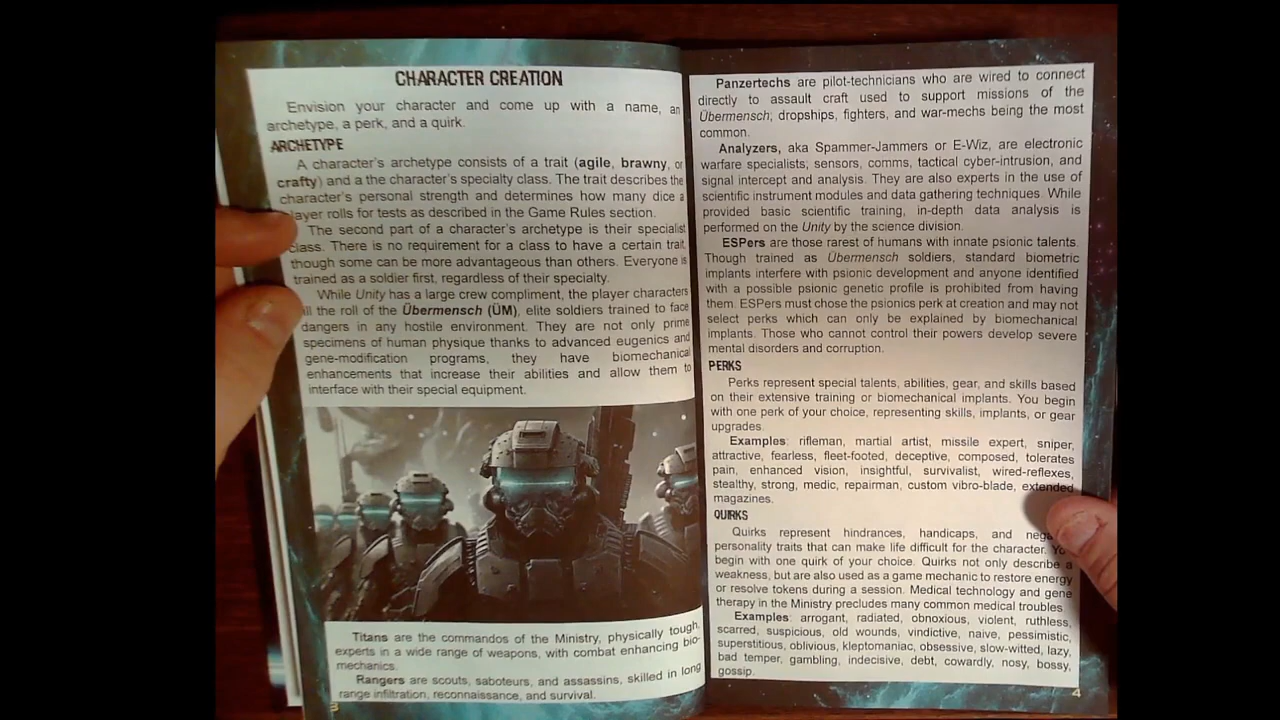 CHARACTER CREATION
Envision your character and come up with a name, an
archetype, a perk, and a quirk.
ARCHETYPE
A character's archetype consists of a trait (agile, brawny, or
crafty) and a the character's specialty class. The trait describes the
character's personal strength and determines how many dice a
player rolls for tests as described in the Game Rules section.
The second part of a character's archetype is their specialist
class. There is no requirement for a class to have a certain trait,
though some can be more advantageous than others. Everyone is
trained as a soldier first, regardless of their specialty.
While Unity has a large crew compliment, the player characters
fill the roll of the Übermensch (ÜM), elite soldiers trained to face
dangers in any hostile environment. They are not only prime
specimens of human physique thanks to advanced eugenics and
gene-modification programs, they have biomechanical
enhancements that increase their abilities and allow them to
interface with their special equipment.
Titans are the commandos of the Ministry, physically tough,
experts in a wide range of weapons, with combat enhancing bio-
mechanics.
Rangers are scouts, saboteurs, and assassins, skilled in long
range infiltration, reconnaissance, and survival.
3
Panzertechs are pilot-technicians who are wired to connect
directly to assault craft used to support missions of the
Übermensch; dropships, fighters, and war-mechs being the most
common.
Analyzers, aka Spammer-Jammers or E-Wiz, are electronic
warfare specialists; sensors, comms, tactical cyber-intrusion, and
signal intercept and analysis. They are also experts in the use of
scientific instrument modules and data gathering techniques. While
provided basic scientific training, in-depth data analysis is
performed on the Unity by the science division.
ESPers are those rarest of humans with innate psionic talents.
Though trained as Übermensch soldiers, standard biometric
implants interfere with psionic development and anyone identified
with a possible psionic genetic profile is prohibited from having
them. ESPers must chose the psionics perk at creation and may not
select perks which can only be explained by biomechanical
implants. Those who cannot control their powers develop severe
mental disorders and corruption.
PERKS
Perks represent special talents, abilities, gear, and skills based
on their extensive training or biomechanical implants. You begin
with one perk of your choice, representing skills, implants, or gear
upgrades.
Examples: rifleman, martial artist, missile expert, sniper,
attractive, fearless, fleet-footed, deceptive, composed, tolerates
pain, enhanced vision, insightful, survivalist, wired-reflexes,
stealthy, strong, medic, repairman, custom vibro-blade, extended
magazines.
QUIRKS
Quirks represent hindrances, handicaps, and
personality traits that can make life difficult for the character. You
begin with one quirk of your choice. Quirks not only describe a
weakness, but are also used as a game mechanic to restore energy
or resolve tokens during a session. Medical technology and gene
therapy in the Ministry precludes many common medical troubles
Examples: arrogant, radiated, obnoxious, violent, ruthless,
scarred, suspicious, old wounds, vindictive, naive, pessimistic,
superstitious, oblivious, kleptomaniac, obsessive, slow-witted, lazy,
bad temper, gambling, indecisive, debt, cowardly, nosy, bossy,
gossip.
4